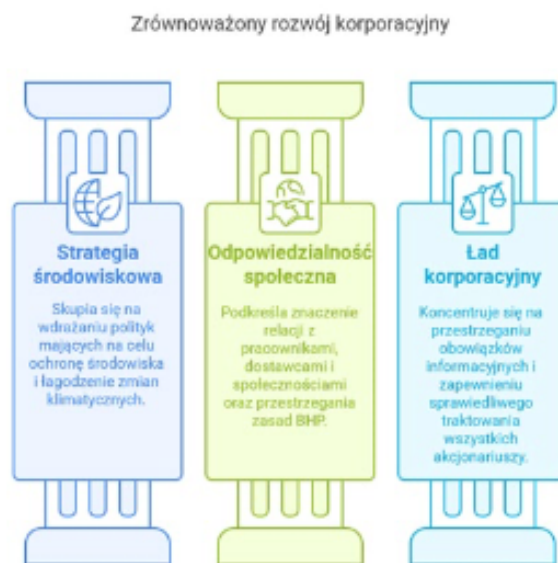 Zrównoważony rozwój korporacyjny
Strategia
środowiskowa
Skupia się na
wdrażaniu polityk
mających na celu
ochronę środowiska
i łagodzenie zmian
klimatycznych.
Odpowiedzialność
społeczna
Podkreśla znaczenie
relacji z
pracownikami,
dostawcami i
społecznościami
oraz przestrzegania
zasad BHP.
Ład
korporacyjny
Koncentruje się na
przestrzeganiu
obowiązków
informacyjnych i
zapewnieniu
sprawiedliwego
traktowania
wszystkich
akcjonariuszy.